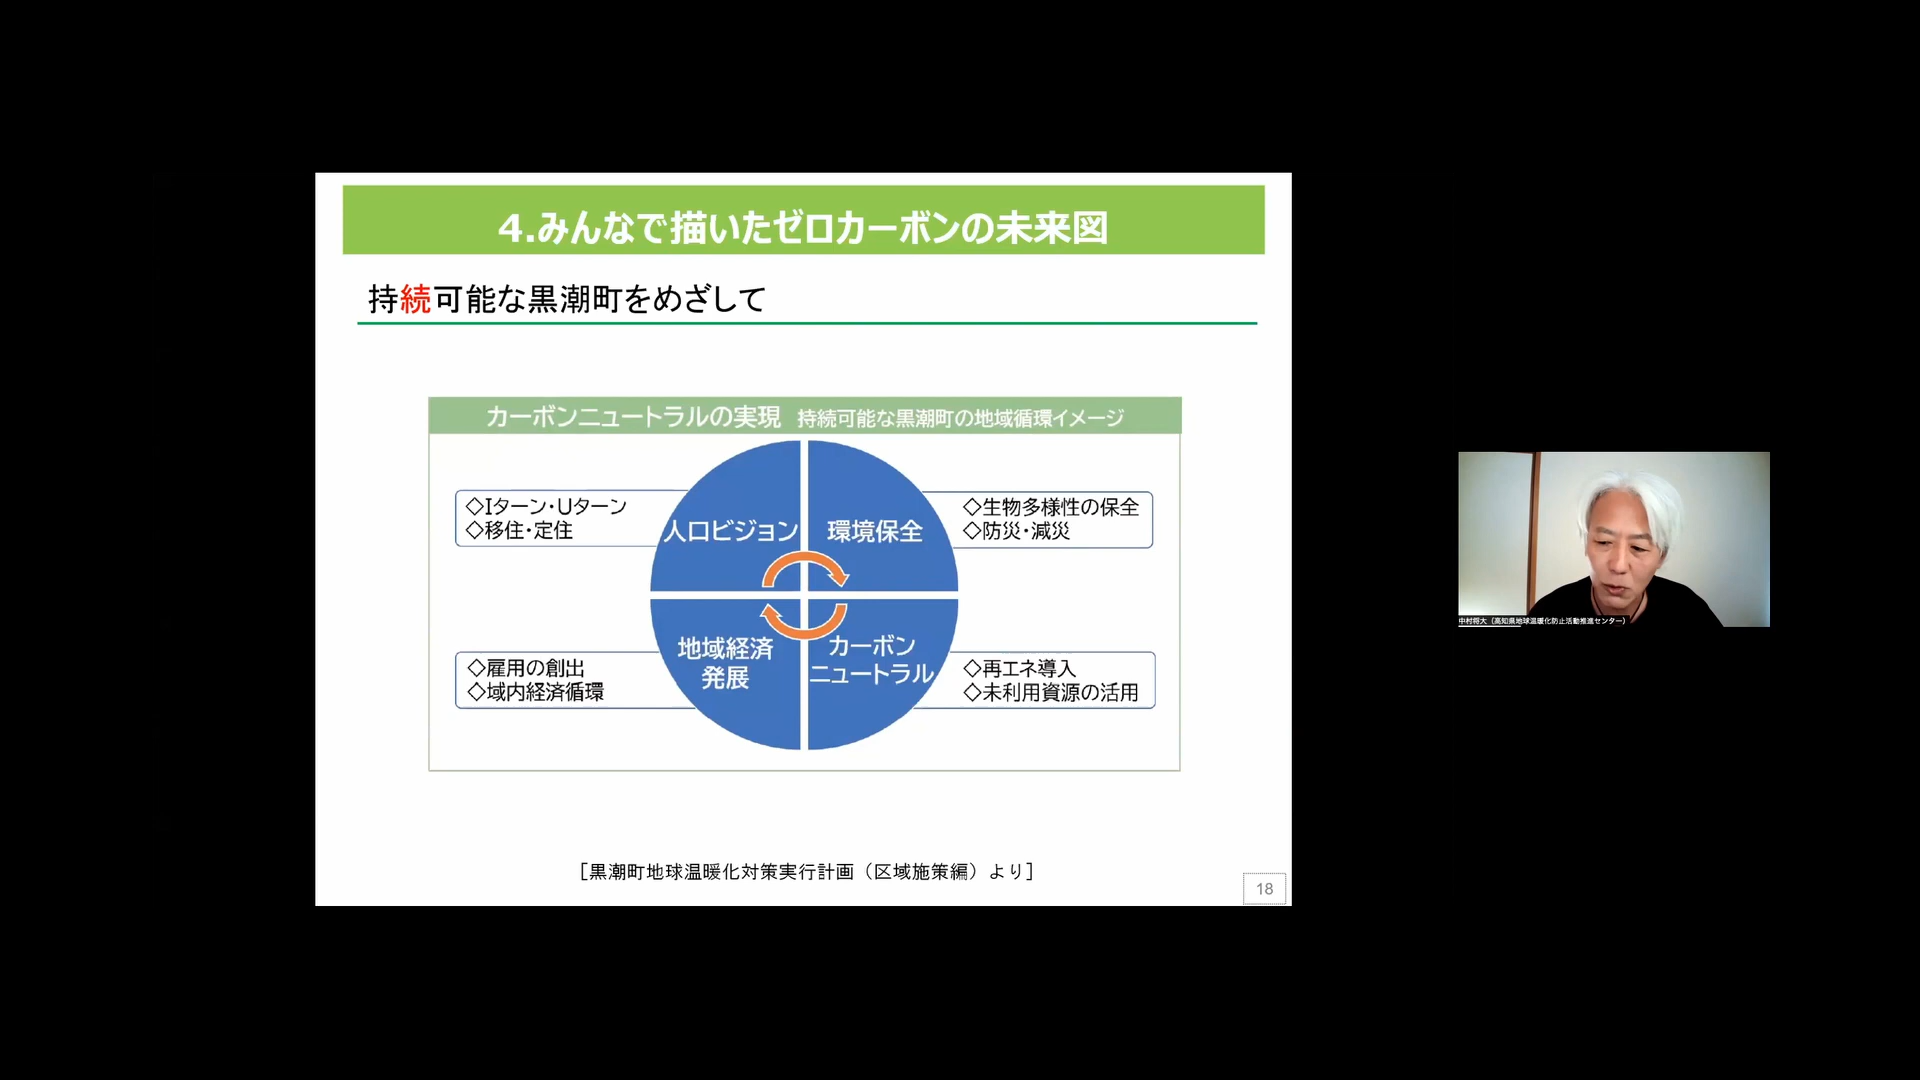 4.みんなで描いたゼロカーボンの未来図
持続可能な黒潮町をめざして
カーボンニュートラルの実現 持続可能な黒潮町の地域循環イメージ
◇Iターン・Uターン
◇移住・定住
人口ビジョン
環境保全
◇生物多様性の保全
◇防災・減災
◇雇用の創出
◇域内経済循環
地域経済
発展
カーボン
ニュートラル
◇再エネ導入
◇未利用資源の活用
[黒潮町地球温暖化対策実行計画（区域施策編）より]
18
中村将大（高知県地球温暖化防止活動推進センター）